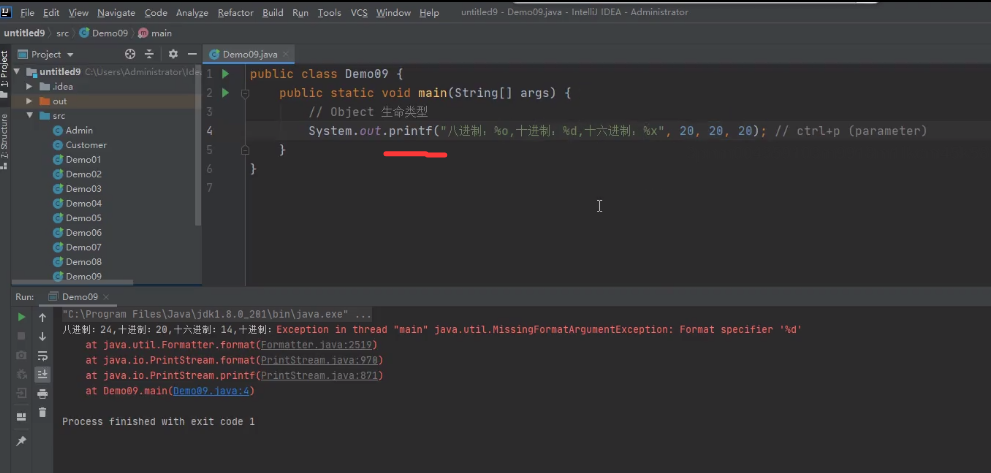 File Edit View Navigate Code Analyze Refactor Build Run Tools VCS Window Help untitled9 - Demo09.java - IntelliJ IDEA - Administrator
untitled9 src Demo09 main
Project
Demo09.java
1: Project
Z: Structure
untitled9 C:\Users\Administrator\Ide
.idea
out
src
Admin
Customer
Demo01
Demo02
Demo03
Demo04
Demo05
Demo06
Demo07
Demo08
Demo09
1 public class Demo09 {
2 public static void main(String[] args) {
3 // Object 生命类型
4 System.out.printf("八进制：%o,十进制：%d,十六进制：%x", 20, 20, 20); // ctrl+p (parameter)
5 }
6 }
7
Run: Demo09
"C:\Program Files\Java\jdk1.8.0_281\bin\java.exe" ...
八进制：24,十进制：20,十六进制：14,十进制：Exception in thread "main" java.util.MissingFormatArgumentException: Format specifier '%d'
at java.util.Formatter.format(Formatter.java:2519)
at java.io.PrintStream.format(PrintStream.java:970)
at java.io.PrintStream.printf(PrintStream.java:871)
at Demo09.main(Demo09.java:4)
Process finished with exit code 1